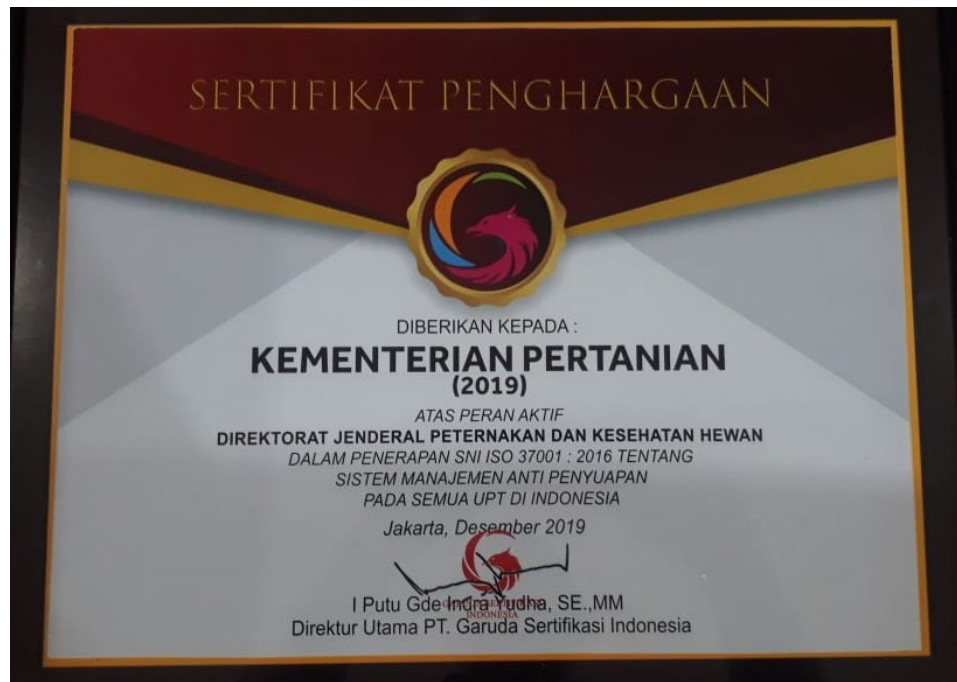 SERTIFIKAT PENGHARGAAN
DIBERIKAN KEPADA :
KEMENTERIAN PERTANIAN
(2019)
ATAS PERAN AKTIF
DIREKTORAT JENDERAL PETERNAKAN DAN KESEHATAN HEWAN
DALAM PENERAPAN SNI ISO 37001 : 2016 TENTANG
SISTEM MANAJEMEN ANTI PENYUAPAN
PADA SEMUA UPT DI INDONESIA
Jakarta, Desember 2019
I Putu Gde Indra Yudha, SE.,MM
INDONESIA
Direktur Utama PT. Garuda Sertifikasi Indonesia